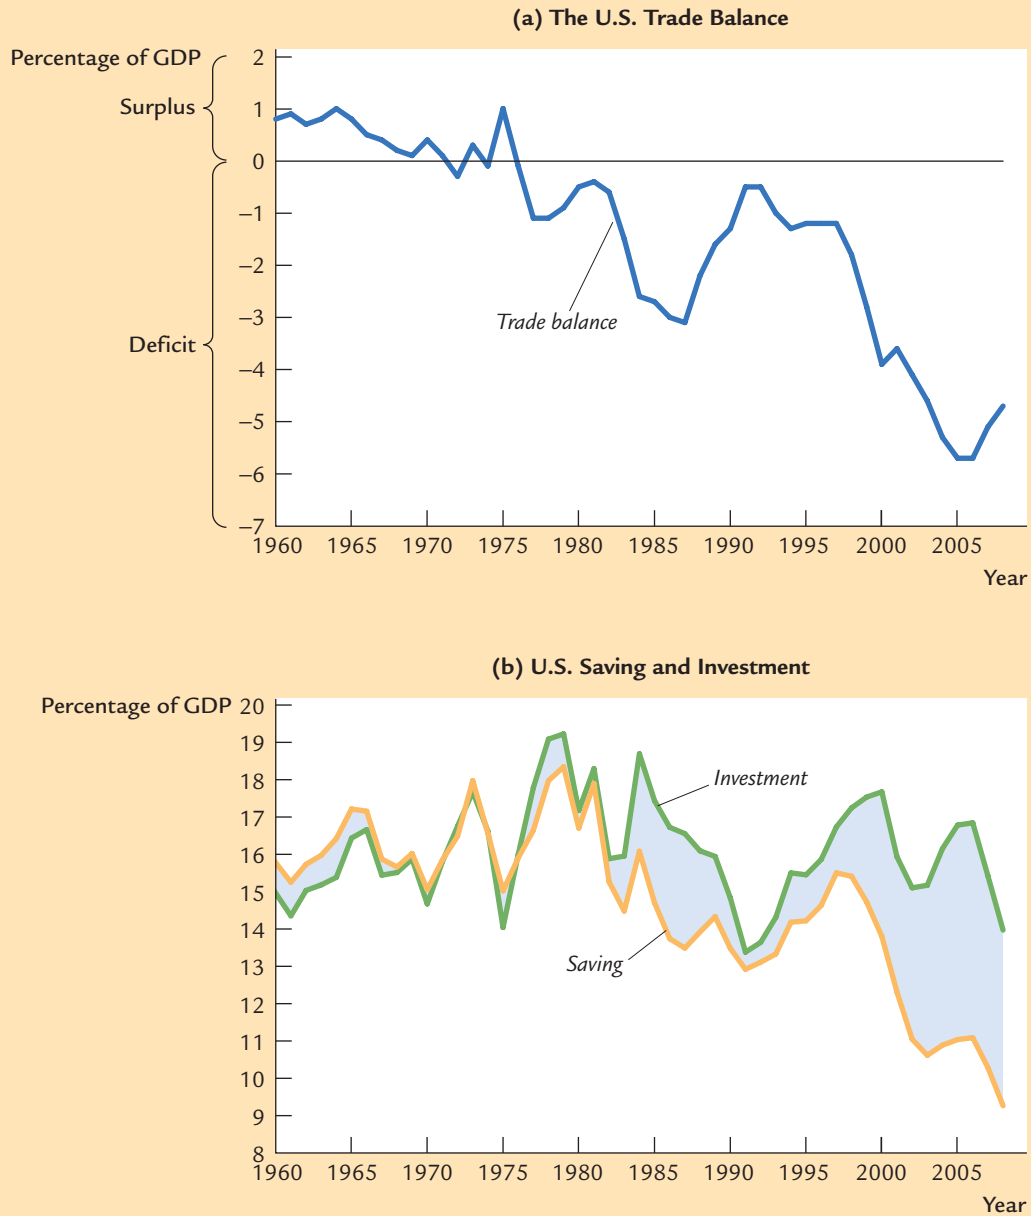 (a) The U.S. Trade Balance
Percentage of GDP
Surplus
Deficit
2
1
0
−1
−2
−3
−4
−5
−6
−7
Trade balance
1960 1965 1970 1975 1980 1985 1990 1995 2000 2005
Year
(b) U.S. Saving and Investment
Percentage of GDP
20
19
18
17
16
15
14
13
12
11
10
9
8
Investment
Saving
1960 1965 1970 1975 1980 1985 1990 1995 2000 2005
Year